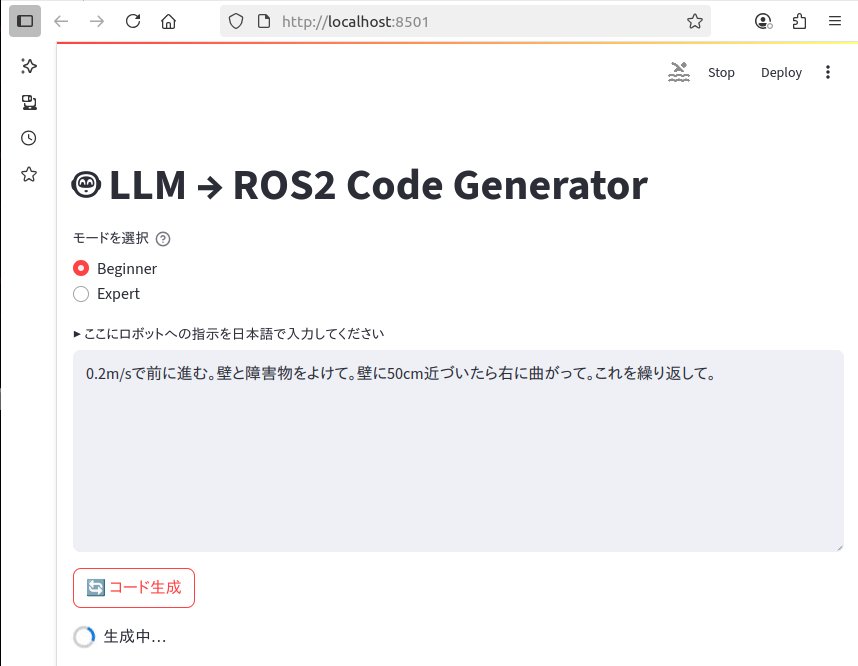 http://localhost:8501
Stop
Deploy
LLM → ROS2 Code Generator
モードを選択
Beginner
Expert
▸ ここにロボットへの指示を日本語で入力してください
0.2m/sで前に進む。壁と障害物をよけて。壁に50cm近づいたら右に曲がって。これを繰り返して。
コード生成
生成中...